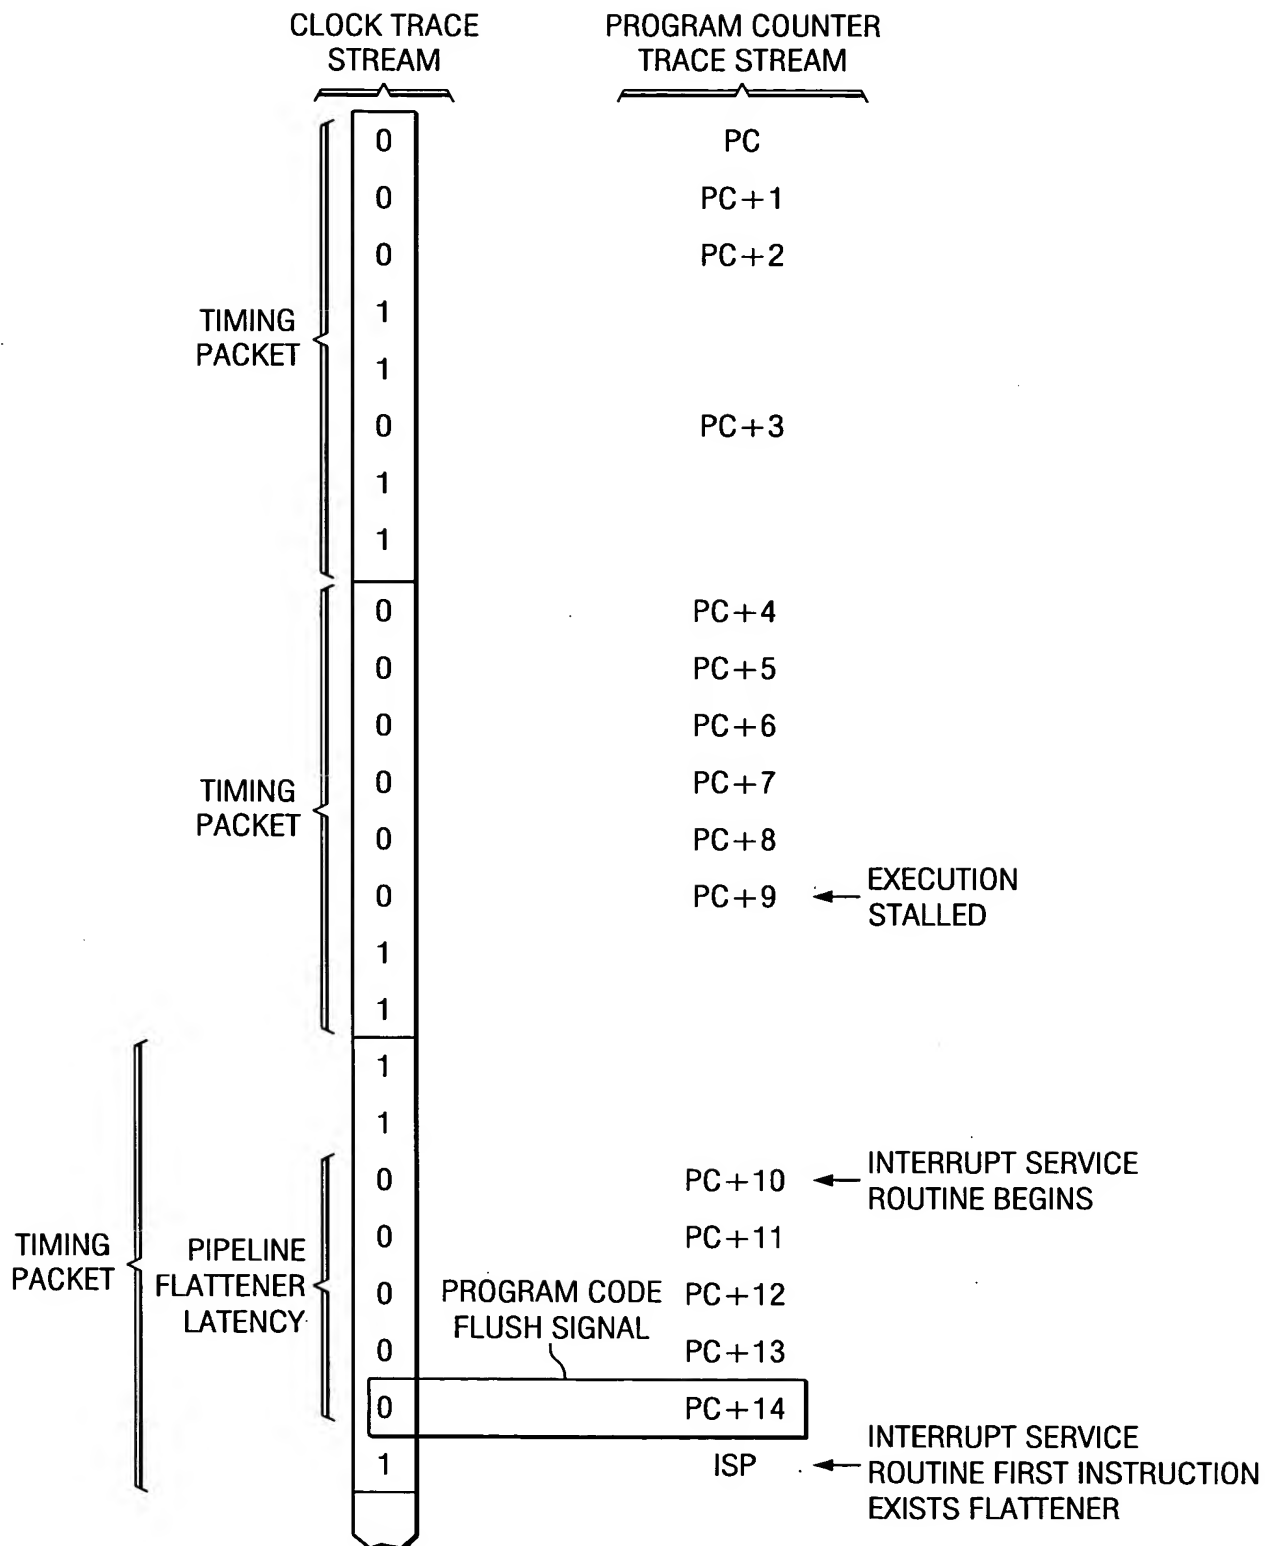 CLOCK TRACE
STREAM
PROGRAM COUNTER
TRACE STREAM
0 PC
0 PC+1
0 PC+2
1
TIMING
PACKET
1
0 PC+3
1
1
0 PC+4
0 PC+5
0 PC+6
0 PC+7
TIMING
PACKET
0 PC+8
0 PC+9
EXECUTION
STALLED
1
1
1
1
0 PC+10
INTERRUPT SERVICE
ROUTINE BEGINS
0 PC+11
TIMING
PACKET
PIPELINE
FLATTENER
LATENCY
0 PC+12
PROGRAM CODE
FLUSH SIGNAL
0 PC+13
0 PC+14
1 ISP
INTERRUPT SERVICE
ROUTINE FIRST INSTRUCTION
EXISTS FLATTENER